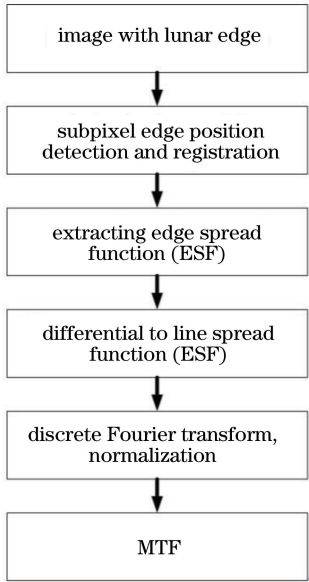 image with lunar edge
subpixel edge position
detection and registration
extracting edge spread
function (ESF)
differential to line spread
function (ESF)
discrete Fourier transform,
normalization
MTF